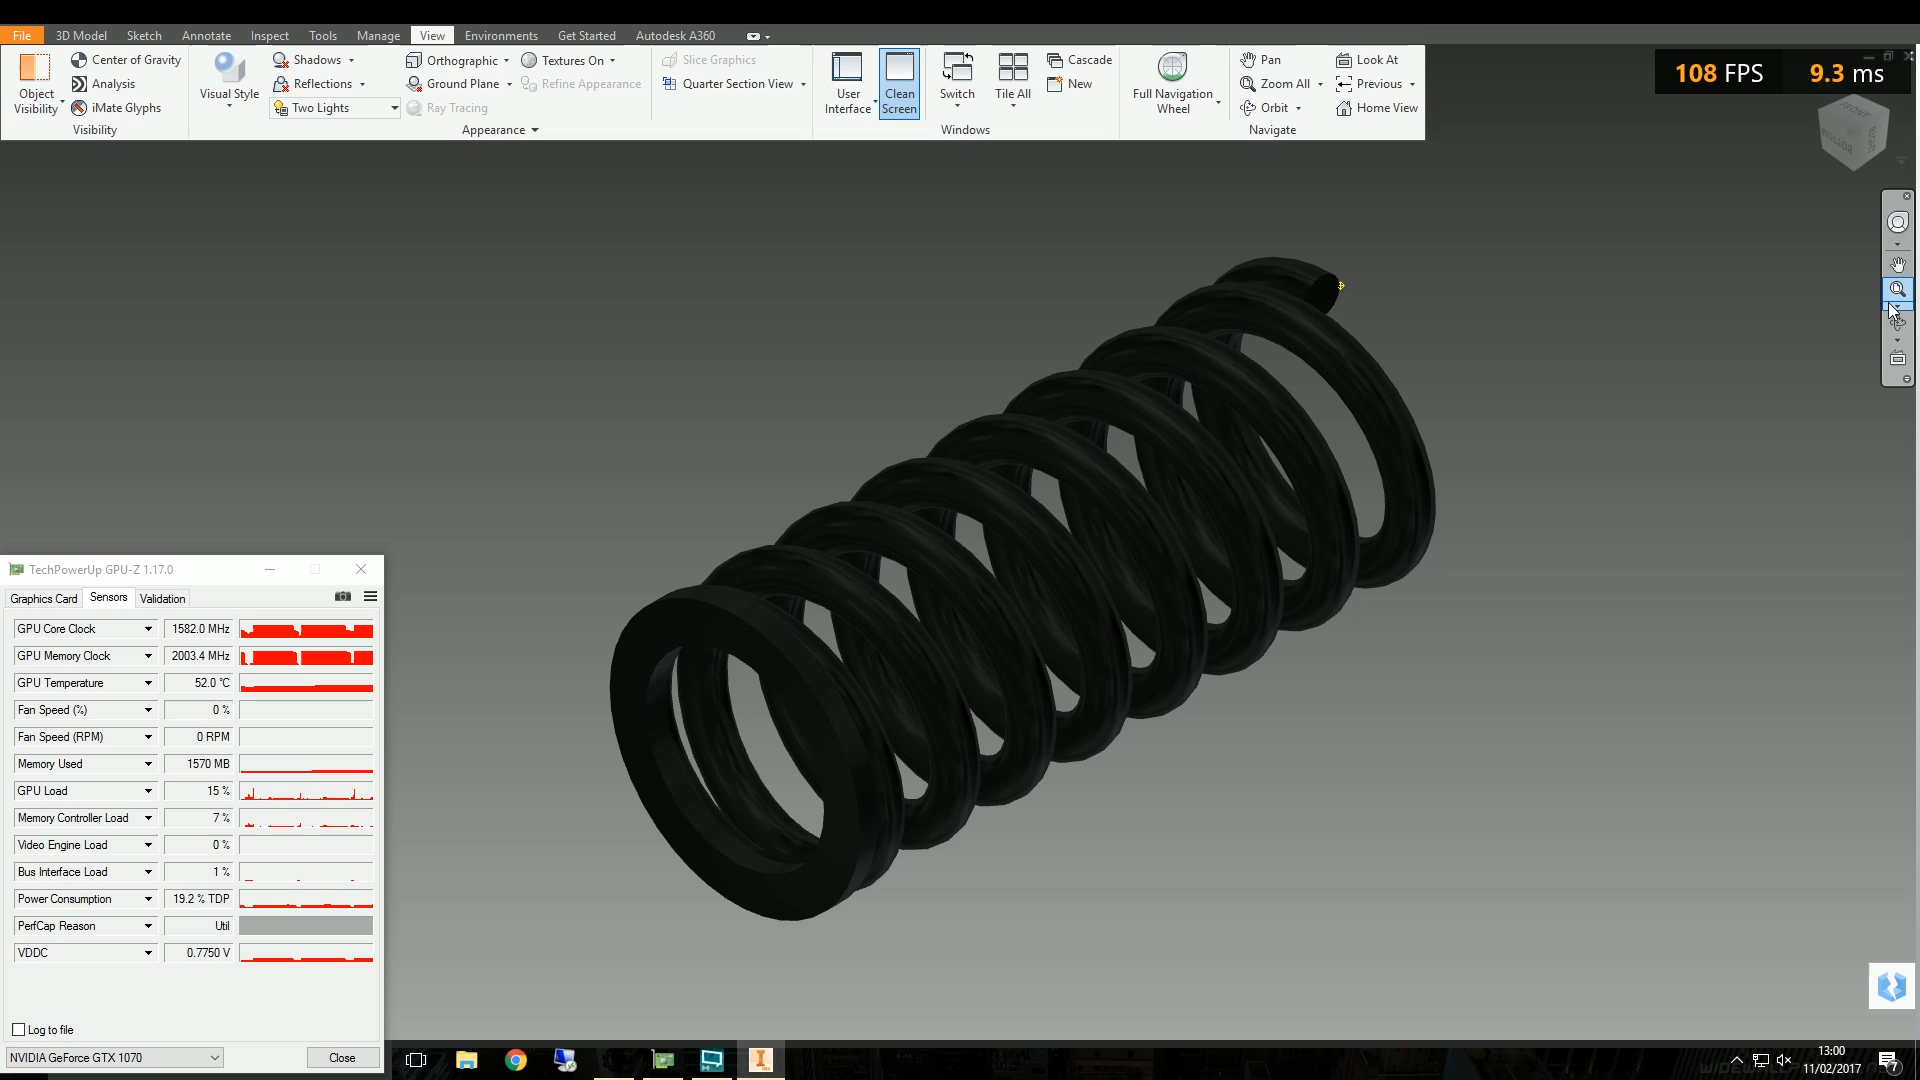 File 3D Model Sketch Annotate Inspect Tools Manage View Environments Get Started Autodesk A360
Object Visibility
Center of Gravity
Analysis
iMate Glyphs
Visibility
Visual Style
Shadows
Reflections
Two Lights
Orthographic
Ground Plane
Ray Tracing
Textures On
Refine Appearance
Appearance
Slice Graphics
Quarter Section View
User Interface
Clean Screen
Switch
Tile All
Cascade
New
Windows
Full Navigation Wheel
Pan
Zoom All
Orbit
Look At
Previous
Home View
Navigate
108 FPS 9.3 ms
FRONT
RIGHT
BOTTOM
TechPowerUp GPU-Z 1.17.0
Graphics Card Sensors Validation
GPU Core Clock 1582.0 MHz
GPU Memory Clock 2003.4 MHz
GPU Temperature 52.0 °C
Fan Speed (%) 0 %
Fan Speed (RPM) 0 RPM
Memory Used 1570 MB
GPU Load 15 %
Memory Controller Load 7 %
Video Engine Load 0 %
Bus Interface Load 1 %
Power Consumption 19.2 % TDP
PerfCap Reason Util
VDDC 0.7750 V
Log to file
NVIDIA GeForce GTX 1070 Close
13:00
11/02/2017
7